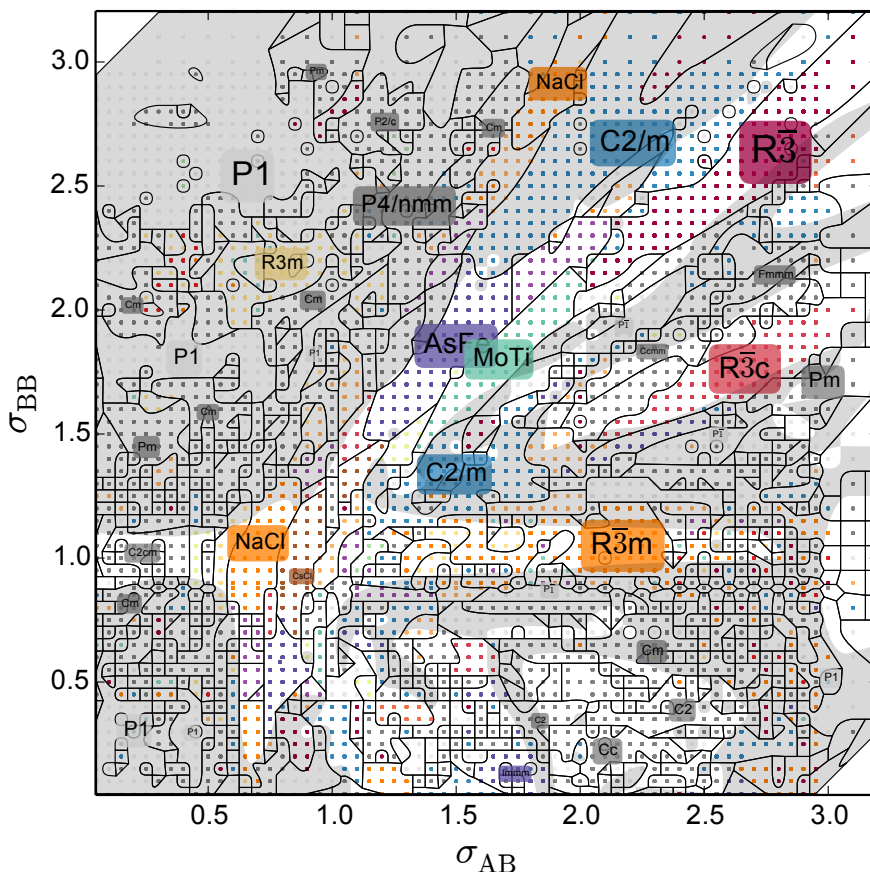 3.0
2.5
2.0
1.5
1.0
0.5
σBB
0.5
1.0
1.5
2.0
2.5
3.0
σAB
Pm
NaCl
P2/c
Cm
C2/m
R3̅
P1
P4/nmm
R3m
Fmmm
Cm
Cm
P1̅
AsFe
P1
P1
MoTi
Ccmm
R3̅c
Pm
Cm
P1̅
Pm
C2/m
NaCl
R3̅m
C2cm
CsCl
P1̅
Cm
Cm
P1
C2
C2
P1
P1
Cc
Immm